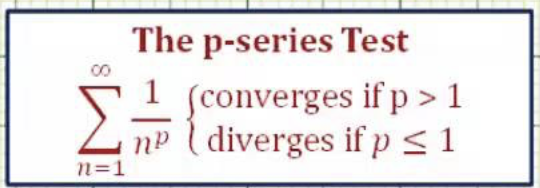 The p-series Test
∞
∑ 1/n^p { converges if p > 1
diverges if p ≤ 1
n=1